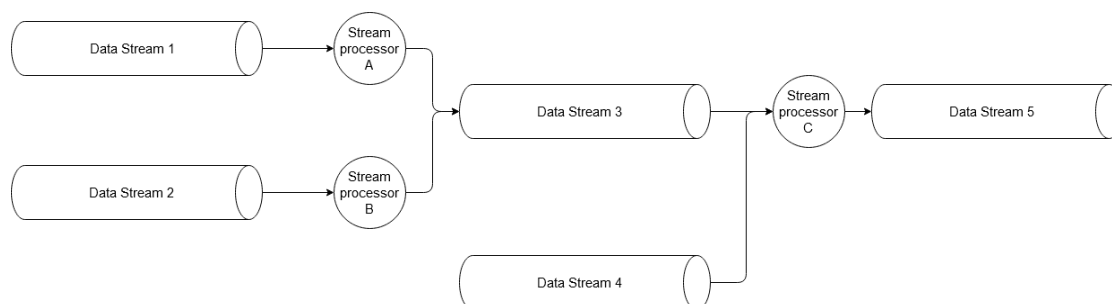 Data Stream 1
Stream
processor
A
Data Stream 2
Stream
processor
B
Data Stream 3
Data Stream 4
Stream
processor
C
Data Stream 5